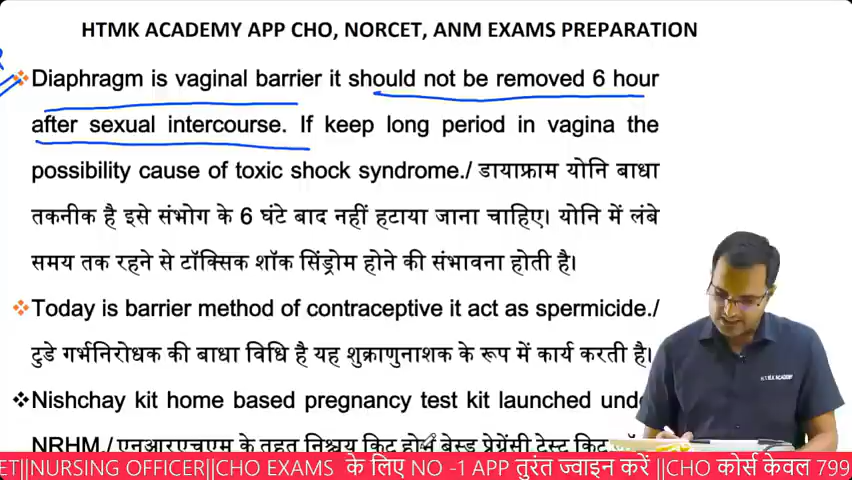 HTMK ACADEMY APP CHO, NORCET, ANM EXAMS PREPARATION
Diaphragm is vaginal barrier it should not be removed 6 hour
after sexual intercourse. If keep long period in vagina the
possibility cause of toxic shock syndrome./ डायाफ्राम योनि बाधा
तकनीक है इसे संभोग के 6 घंटे बाद नहीं हटाया जाना चाहिए। योनि में लंबे
समय तक रहने से टॉक्सिक शॉक सिंड्रोम होने की संभावना होती है।
Today is barrier method of contraceptive it act as spermicide./
टुडे गर्भनिरोधक की बाधा विधि है यह शुक्राणुनाशक के रूप में कार्य करती है।
Nishchay kit home based pregnancy test kit launched
NRHM./ एनआरएचएम के तहत निश्चय किट होम बेस्ड प्रेग्नेंसी टेस्ट किट
H.T.M.K ACADEMY
ET||NURSING OFFICER||CHO EXAMS के लिए NO -1 APP तुरंत ज्वाइन करें ||CHO कोर्स केवल 799